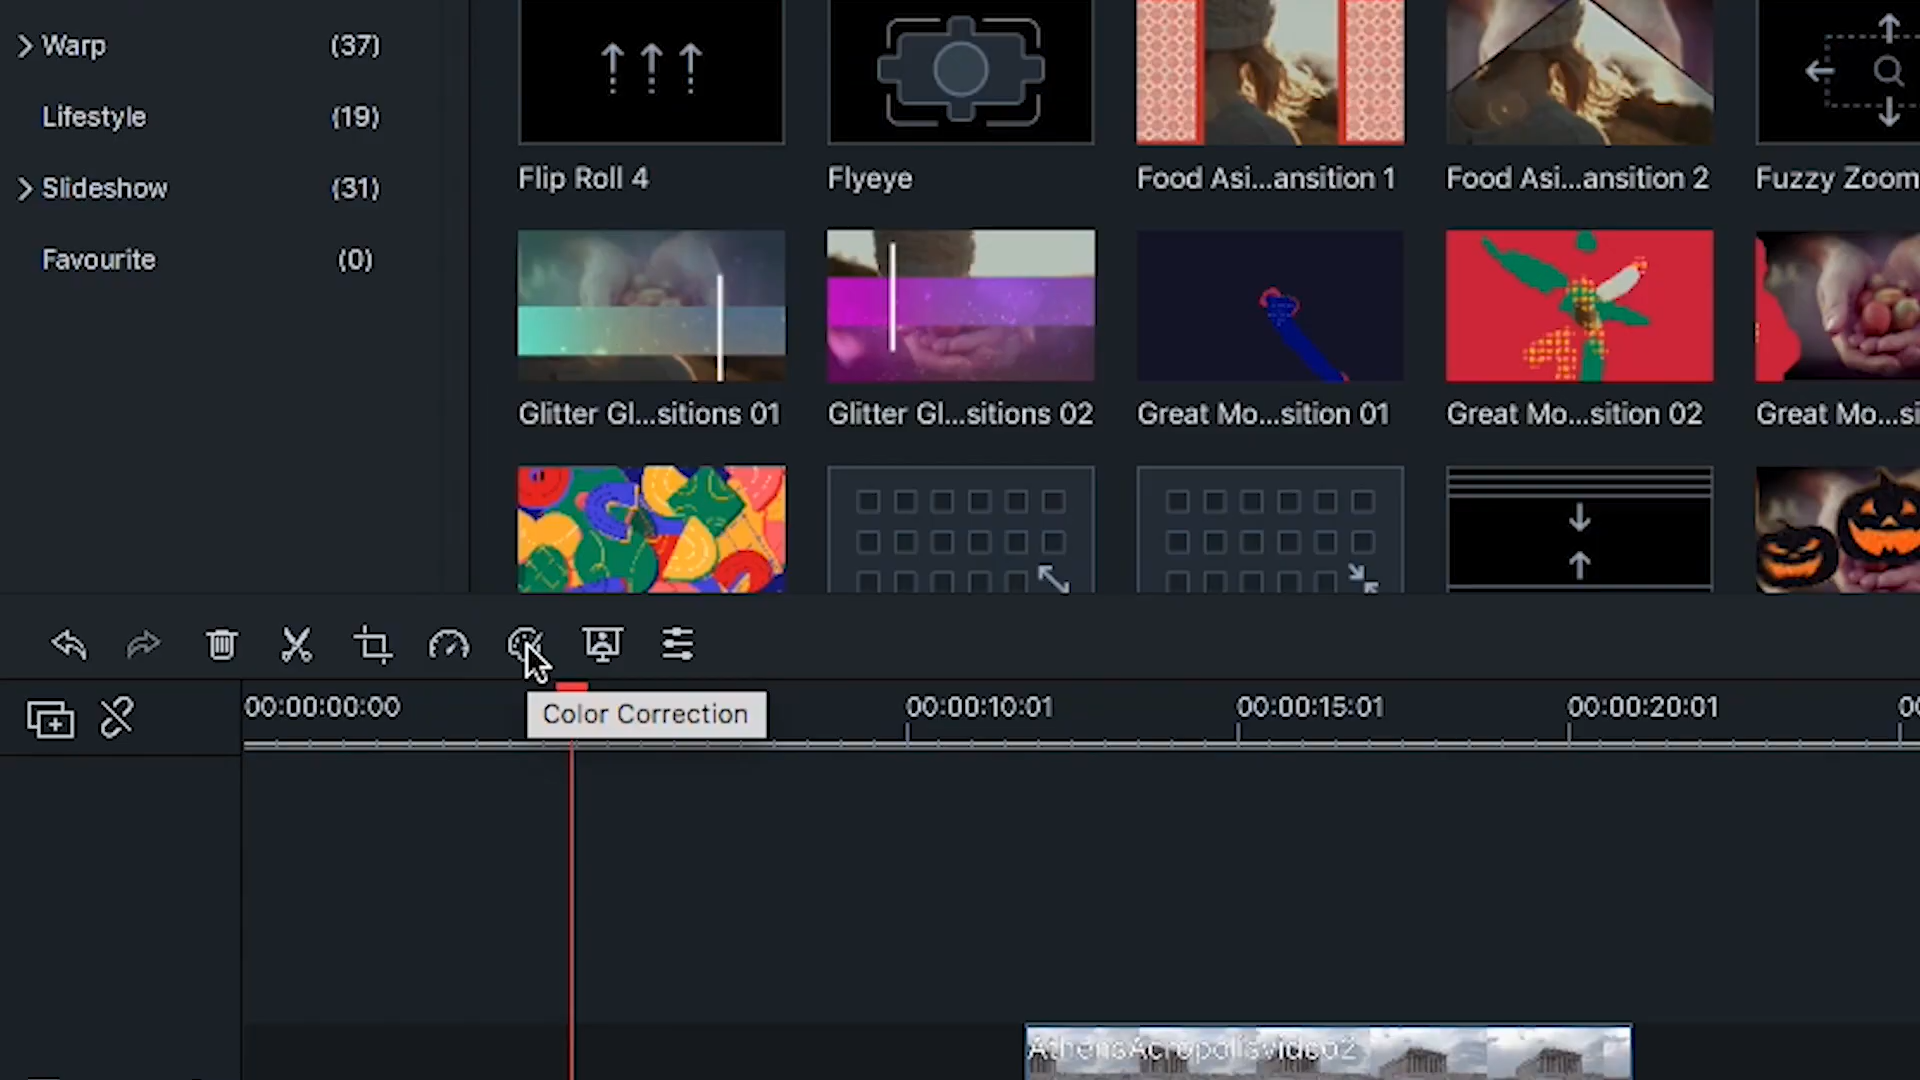 Warp (37)
Lifestyle (19)
Slideshow (31)
Favourite (0)
Flip Roll 4
Flyeye
Food Asi...ansition 1
Food Asi...ansition 2
Fuzzy Zoom
Glitter Gl...sitions 01
Glitter Gl...sitions 02
Great Mo...sition 01
Great Mo...sition 02
Great Mo...si
Color Correction
00:00:00:00
00:00:10:01
00:00:15:01
00:00:20:01
00
AthensAcropolisvideo2